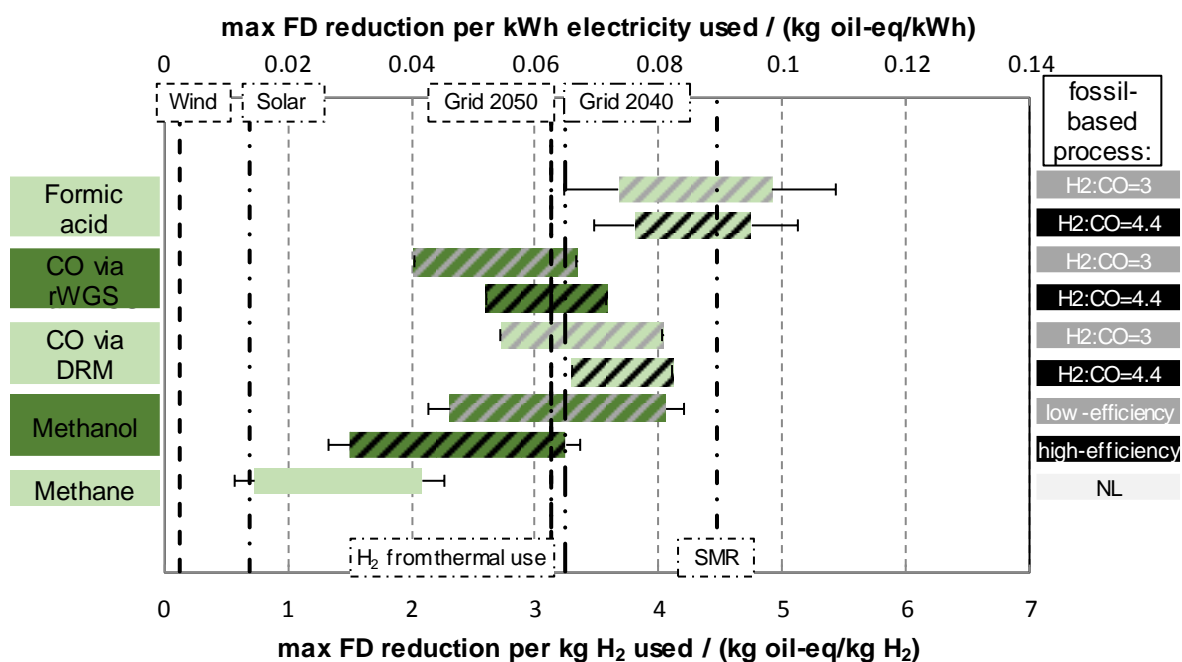 max FD reduction per kWh electricity used / (kg oil-eq/kWh)
0 0.02 0.04 0.06 0.08 0.1 0.12 0.14
Wind Solar Grid 2050 Grid 2040
fossil-
based
process:
Formic
acid
H2:CO=3
H2:CO=4.4
CO via
rWGS
H2:CO=3
H2:CO=4.4
CO via
DRM
H2:CO=3
H2:CO=4.4
Methanol
low-efficiency
high-efficiency
Methane
NL
H₂ from thermal use SMR
0 1 2 3 4 5 6 7
max FD reduction per kg H₂ used / (kg oil-eq/kg H₂)